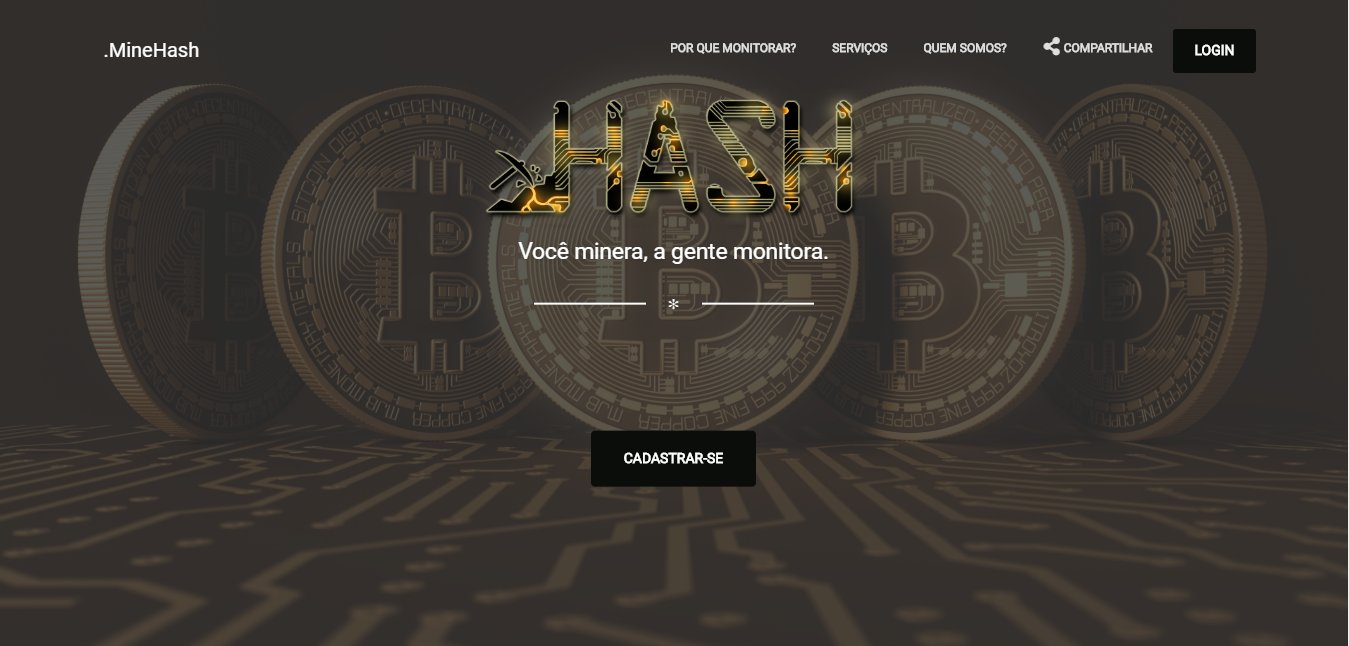 .MineHash
POR QUE MONITORAR?
SERVIÇOS
QUEM SOMOS?
COMPARTILHAR
LOGIN
HASH
Você minera, a gente monitora.
CADASTRAR-SE